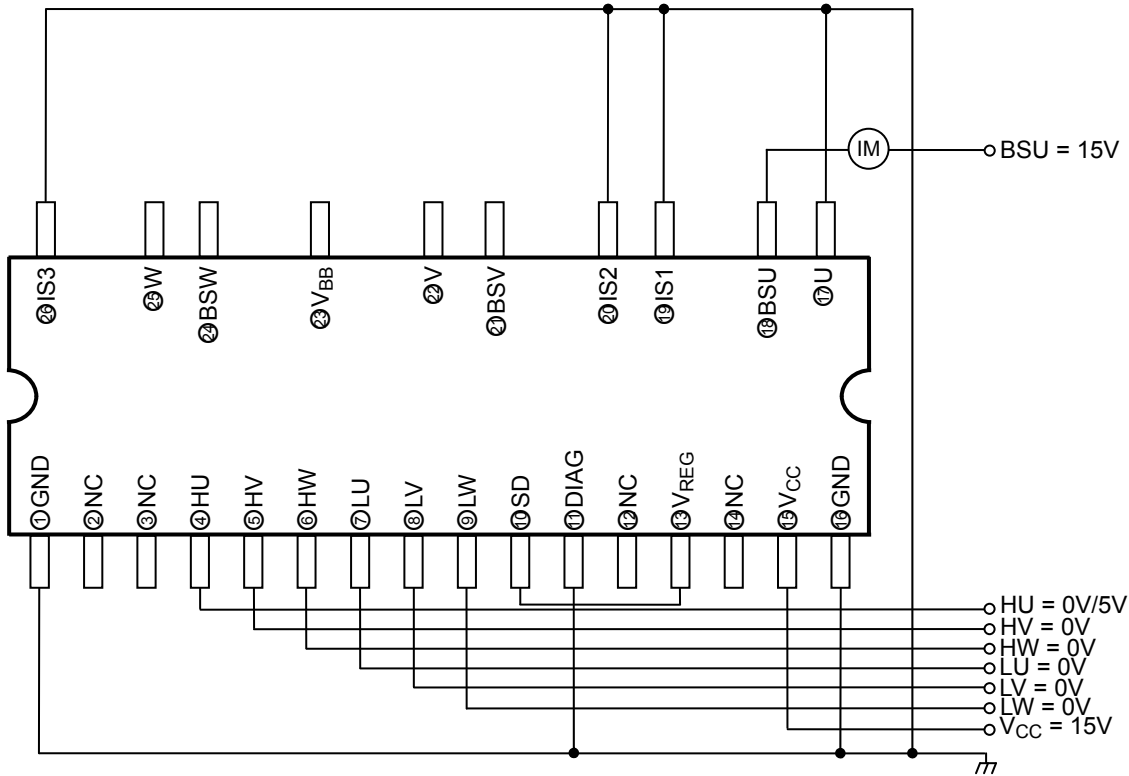 IM
BSU = 15V
㉖IS3
㉕W
㉔BSW
㉓VBB
㉒V
㉑BSV
⑳IS2
⑲IS1
⑱BSU
⑰U
①GND
②NC
③NC
④HU
⑤HV
⑥HW
⑦LU
⑧LV
⑨LW
⑩SD
⑪DIAG
⑫NC
⑬VREG
⑭NC
⑮VCC
⑯GND
HU = 0V/5V
HV = 0V
HW = 0V
LU = 0V
LV = 0V
LW = 0V
VCC = 15V